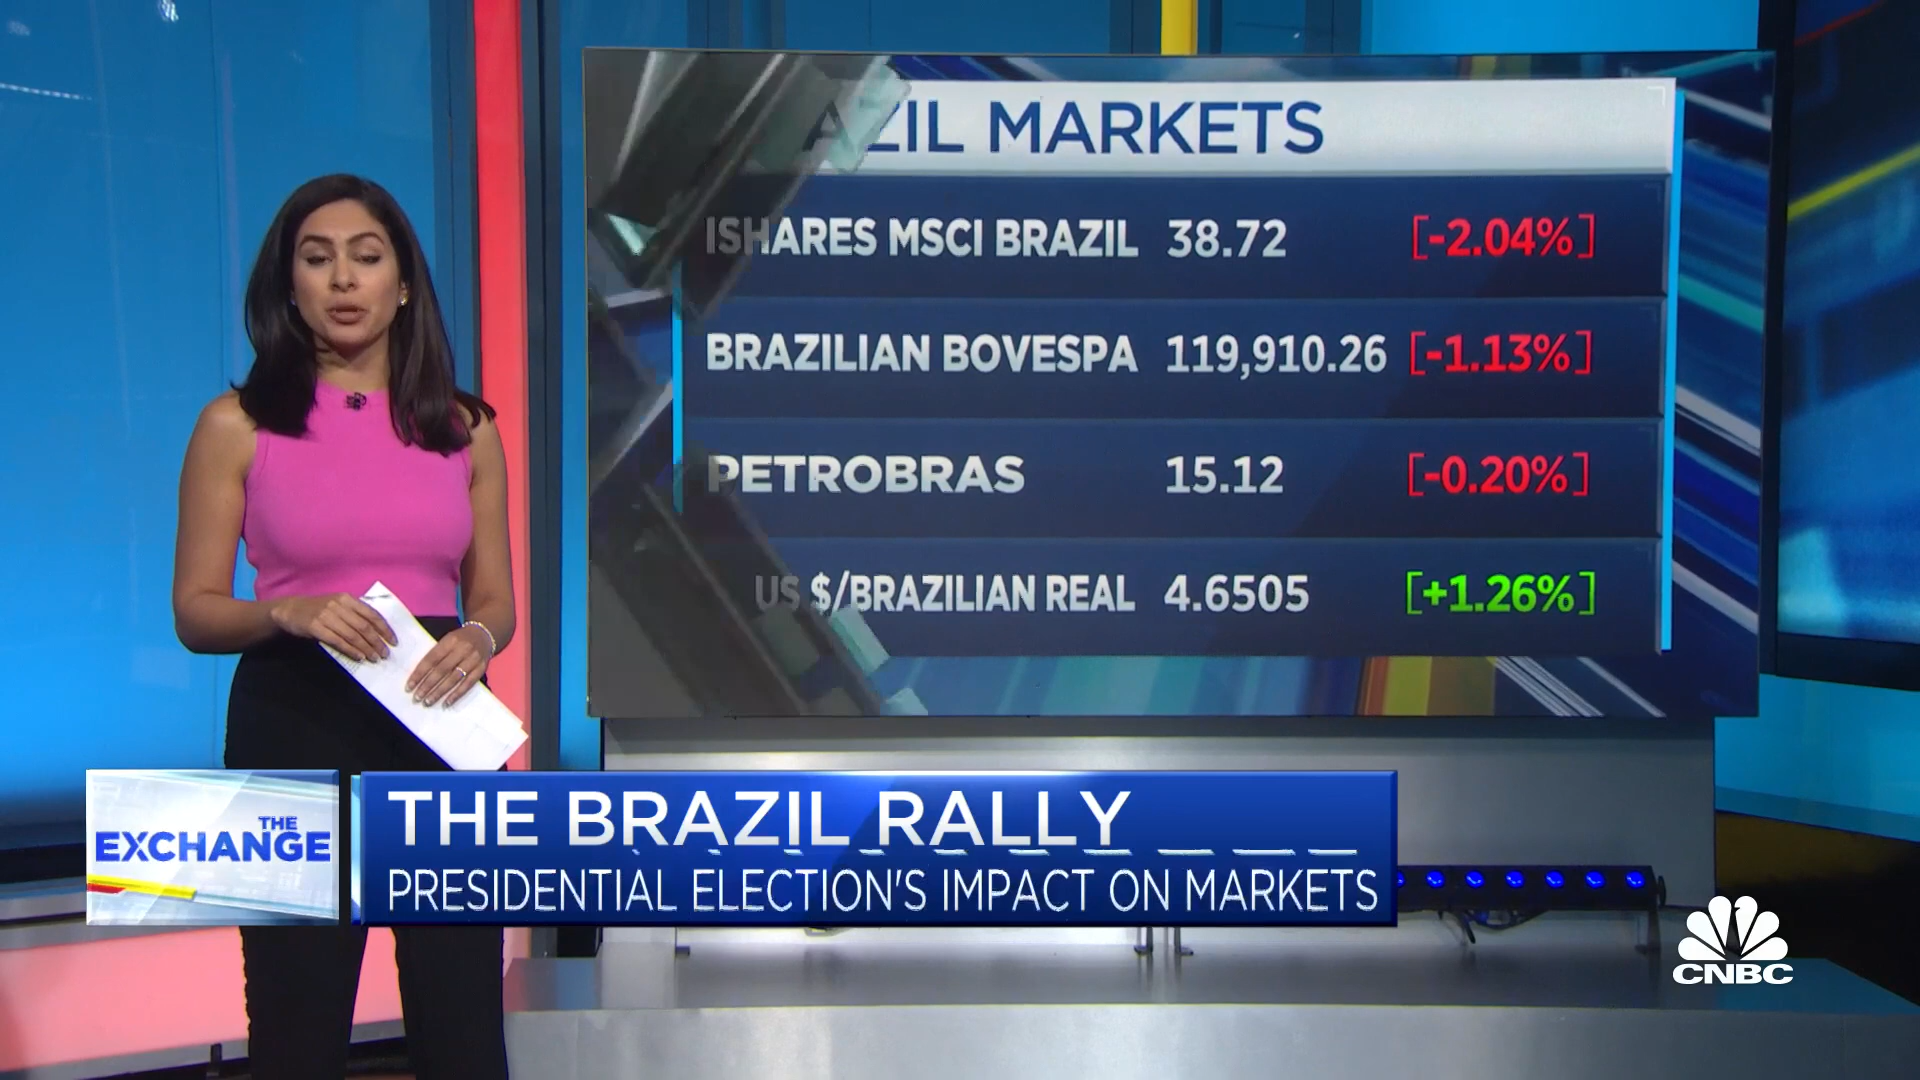 AZIL MARKETS
ISHARES MSCI BRAZIL 38.72 [-2.04%]
BRAZILIAN BOVESPA 119,910.26 [-1.13%]
PETROBRAS 15.12 [-0.20%]
US $/BRAZILIAN REAL 4.6505 [+1.26%]
THE
EXCHANGE
THE BRAZIL RALLY
PRESIDENTIAL ELECTION'S IMPACT ON MARKETS
CNBC